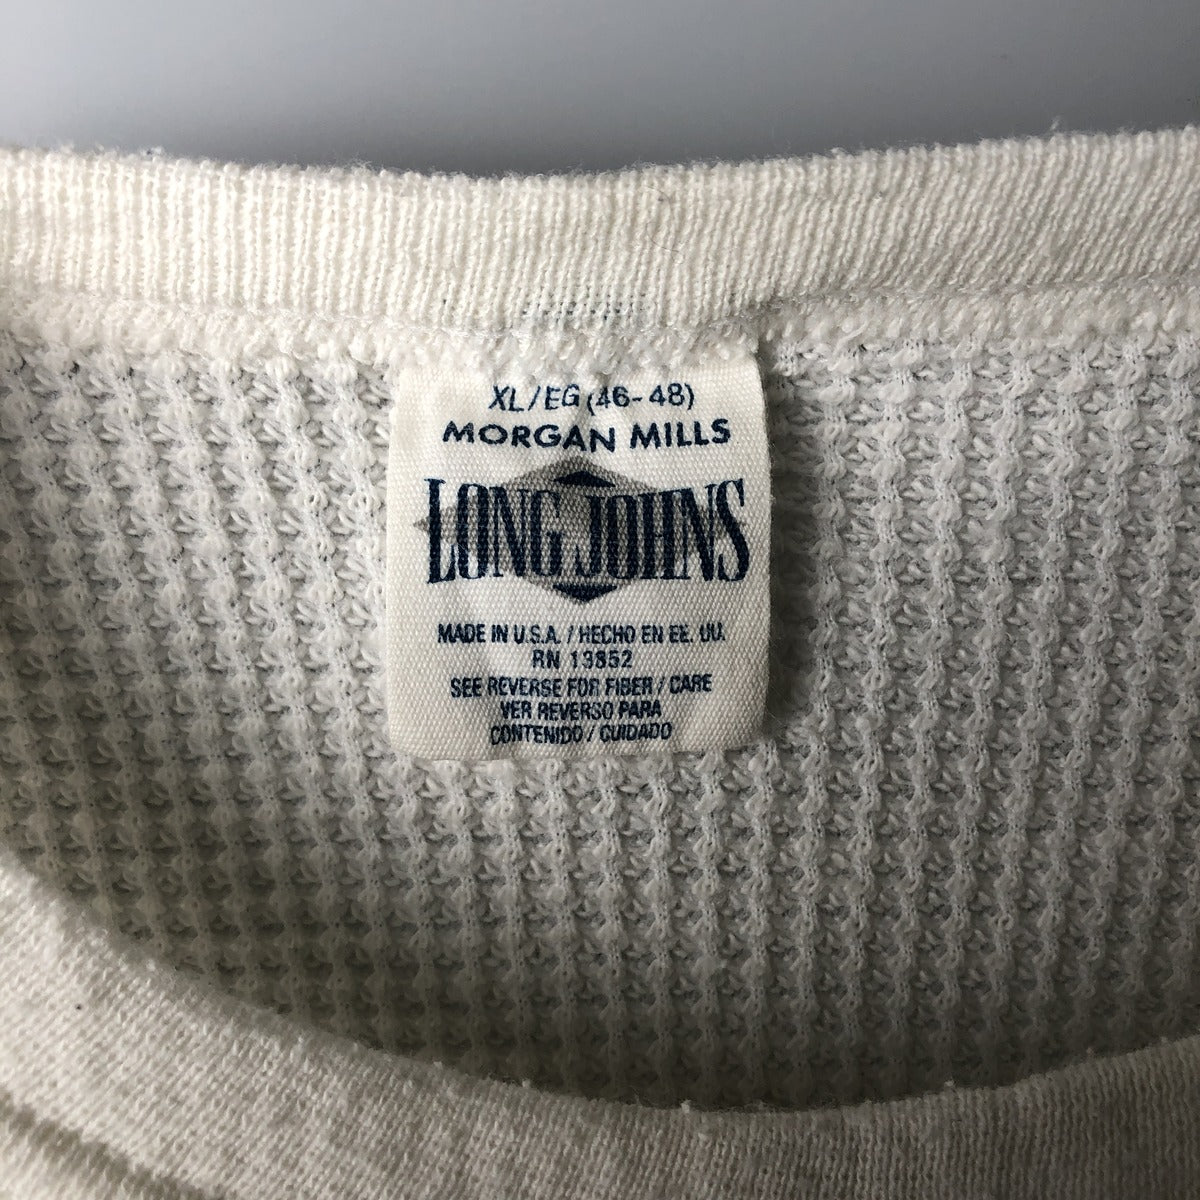 XL/EG (46-48)
MORGAN MILLS
LONG JOHNS
MADE IN U.S.A. / HECHO EN EE. UU.
RN 13852
SEE REVERSE FOR FIBER / CARE
VER REVERSO PARA
CONTENIDO / CUIDADO